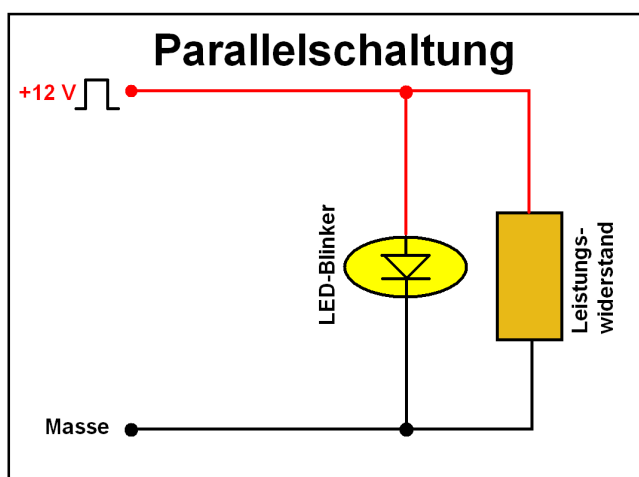 Parallelschaltung
+12 V
LED-Blinker
Leistungs-
widerstand
Masse